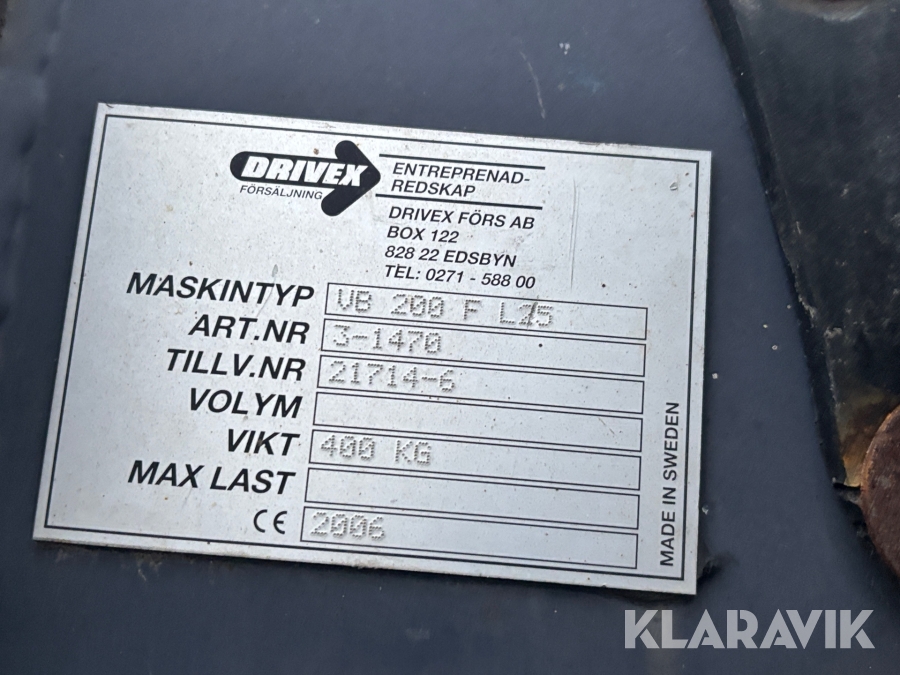 DRIVEX
FÖRSÄLJNING
ENTREPRENAD-
REDSKAP
DRIVEX FÖRS AB
BOX 122
828 22 EDSBYN
TEL: 0271 - 588 00
MASKINTYP VB 200 F L25
ART.NR 3-1470
TILLV.NR 21714-6
VOLYM
VIKT 400 KG
MAX LAST
CE 2006
MADE IN SWEDEN
KLARAVIK